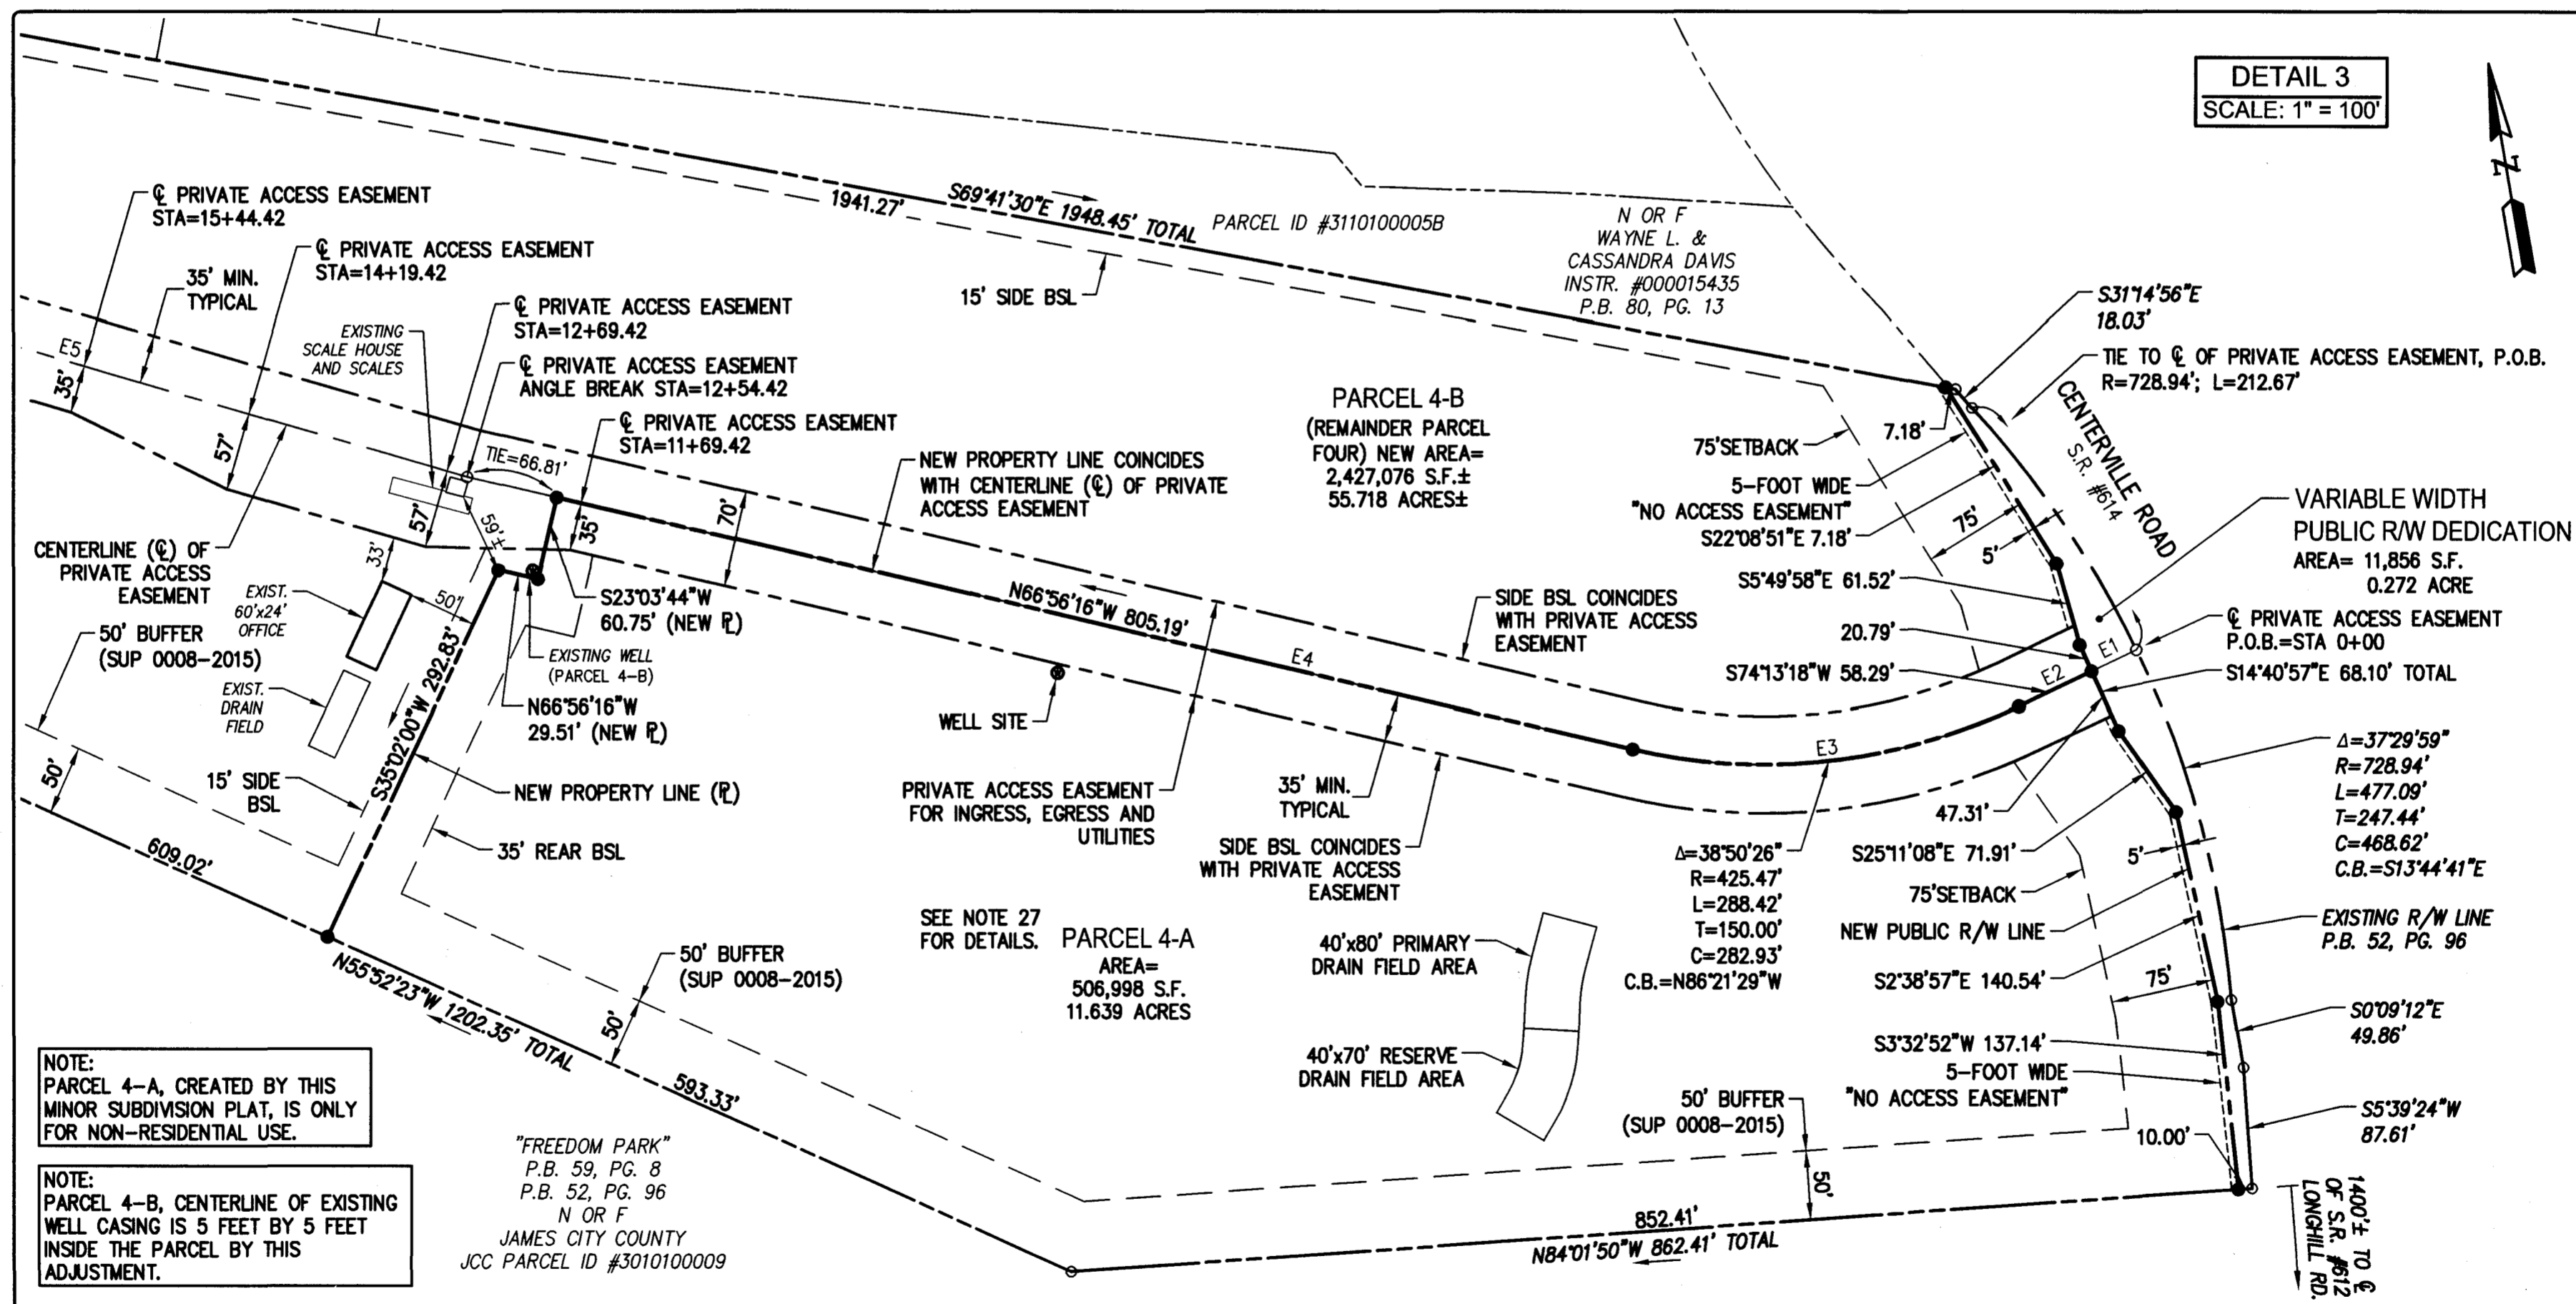 DETAIL 3
SCALE: 1" = 100'
N
℄ PRIVATE ACCESS EASEMENT
STA=15+44.42
℄ PRIVATE ACCESS EASEMENT
STA=14+19.42
35' MIN.
TYPICAL
℄ PRIVATE ACCESS EASEMENT
STA=12+69.42
EXISTING
SCALE HOUSE
AND SCALES
℄ PRIVATE ACCESS EASEMENT
ANGLE BREAK STA=12+54.42
℄ PRIVATE ACCESS EASEMENT
STA=11+69.42
E5
35'
57'
57'
TIE=66.81'
59'±
35'
70'
33'
50'
1941.27'
S69°41'30"E 1948.45' TOTAL
PARCEL ID #3110100005B
15' SIDE BSL
N OR F
WAYNE L. &
CASSANDRA DAVIS
INSTR. #000015435
P.B. 80, PG. 13
S31°14'56"E
18.03'
TIE TO ℄ OF PRIVATE ACCESS EASEMENT, P.O.B.
R=728.94'; L=212.67'
CENTERVILLE ROAD
S.R. #614
PARCEL 4-B
(REMAINDER PARCEL
FOUR) NEW AREA=
2,427,076 S.F.±
55.718 ACRES±
7.18'
75'SETBACK
5-FOOT WIDE
"NO ACCESS EASEMENT"
S22°08'51"E 7.18'
75'
5'
S5°49'58"E 61.52'
20.79'
S74°13'18"W 58.29'
E1
E2
VARIABLE WIDTH
PUBLIC R/W DEDICATION
AREA= 11,856 S.F.
0.272 ACRE
℄ PRIVATE ACCESS EASEMENT
P.O.B.=STA 0+00
S14°40'57"E 68.10' TOTAL
NEW PROPERTY LINE COINCIDES
WITH CENTERLINE (℄) OF PRIVATE
ACCESS EASEMENT
N66°56'16"W 805.19'
E4
SIDE BSL COINCIDES
WITH PRIVATE ACCESS
EASEMENT
CENTERLINE (℄) OF
PRIVATE ACCESS
EASEMENT
EXIST.
60'x24'
OFFICE
50' BUFFER
(SUP 0008-2015)
EXIST.
DRAIN
FIELD
S23°03'44"W
60.75' (NEW ⅊)
EXISTING WELL
(PARCEL 4-B)
N66°56'16"W
29.51' (NEW ⅊)
S35°02'00"W 292.83'
50'
15' SIDE
BSL
NEW PROPERTY LINE (⅊)
35' REAR BSL
WELL SITE
PRIVATE ACCESS EASEMENT
FOR INGRESS, EGRESS AND
UTILITIES
35' MIN.
TYPICAL
SIDE BSL COINCIDES
WITH PRIVATE ACCESS
EASEMENT
E3
Δ=38°50'26"
R=425.47'
L=288.42'
T=150.00'
C=282.93'
C.B.=N86°21'29"W
47.31'
S25°11'08"E 71.91'
5'
75'SETBACK
NEW PUBLIC R/W LINE
S2°38'57"E 140.54'
75'
S3°32'52"W 137.14'
5-FOOT WIDE
"NO ACCESS EASEMENT"
10.00'
Δ=37°29'59"
R=728.94'
L=477.09'
T=247.44'
C=468.62'
C.B.=S13°44'41"E
EXISTING R/W LINE
P.B. 52, PG. 96
S0°09'12"E
49.86'
S5°39'24"W
87.61'
1400'± TO ℄
OF S.R. #612
LONGHILL RD.
609.02'
N55°52'23"W 1202.35' TOTAL
593.33'
50' BUFFER
(SUP 0008-2015)
50'
SEE NOTE 27
FOR DETAILS.
PARCEL 4-A
AREA=
506,998 S.F.
11.639 ACRES
40'x80' PRIMARY
DRAIN FIELD AREA
40'x70' RESERVE
DRAIN FIELD AREA
50' BUFFER
(SUP 0008-2015)
50'
852.41'
N84°01'50"W 862.41' TOTAL
NOTE:
PARCEL 4-A, CREATED BY THIS
MINOR SUBDIVISION PLAT, IS ONLY
FOR NON-RESIDENTIAL USE.
NOTE:
PARCEL 4-B, CENTERLINE OF EXISTING
WELL CASING IS 5 FEET BY 5 FEET
INSIDE THE PARCEL BY THIS
ADJUSTMENT.
"FREEDOM PARK"
P.B. 59, PG. 8
P.B. 52, PG. 96
N OR F
JAMES CITY COUNTY
JCC PARCEL ID #3010100009